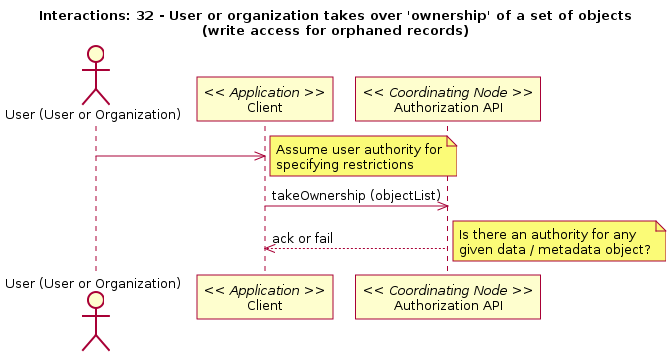 Interactions: 32 - User or organization takes over 'ownership' of a set of objects
(write access for orphaned records)
User (User or Organization)
<< Application >>
Client
<< Coordinating Node >>
Authorization API
Assume user authority for
specifying restrictions
takeOwnership (objectList)
ack or fail
Is there an authority for any
given data / metadata object?
User (User or Organization)
<< Application >>
Client
<< Coordinating Node >>
Authorization API